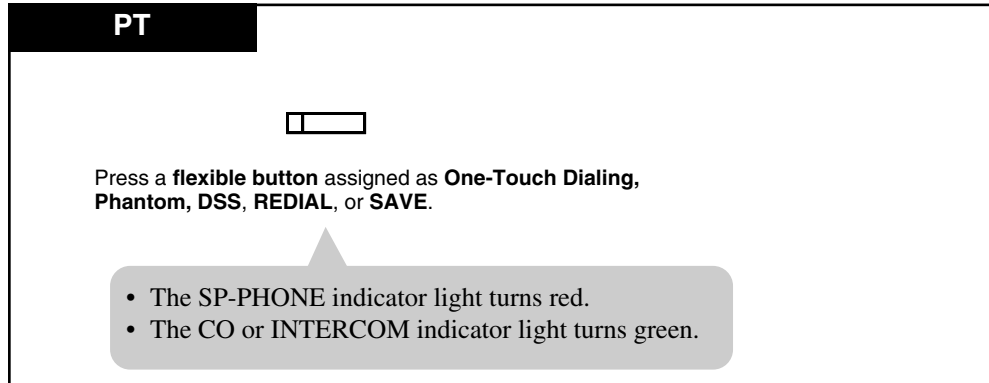 PT
Press a flexible button assigned as One-Touch Dialing,
Phantom, DSS, REDIAL, or SAVE.
• The SP-PHONE indicator light turns red.
• The CO or INTERCOM indicator light turns green.